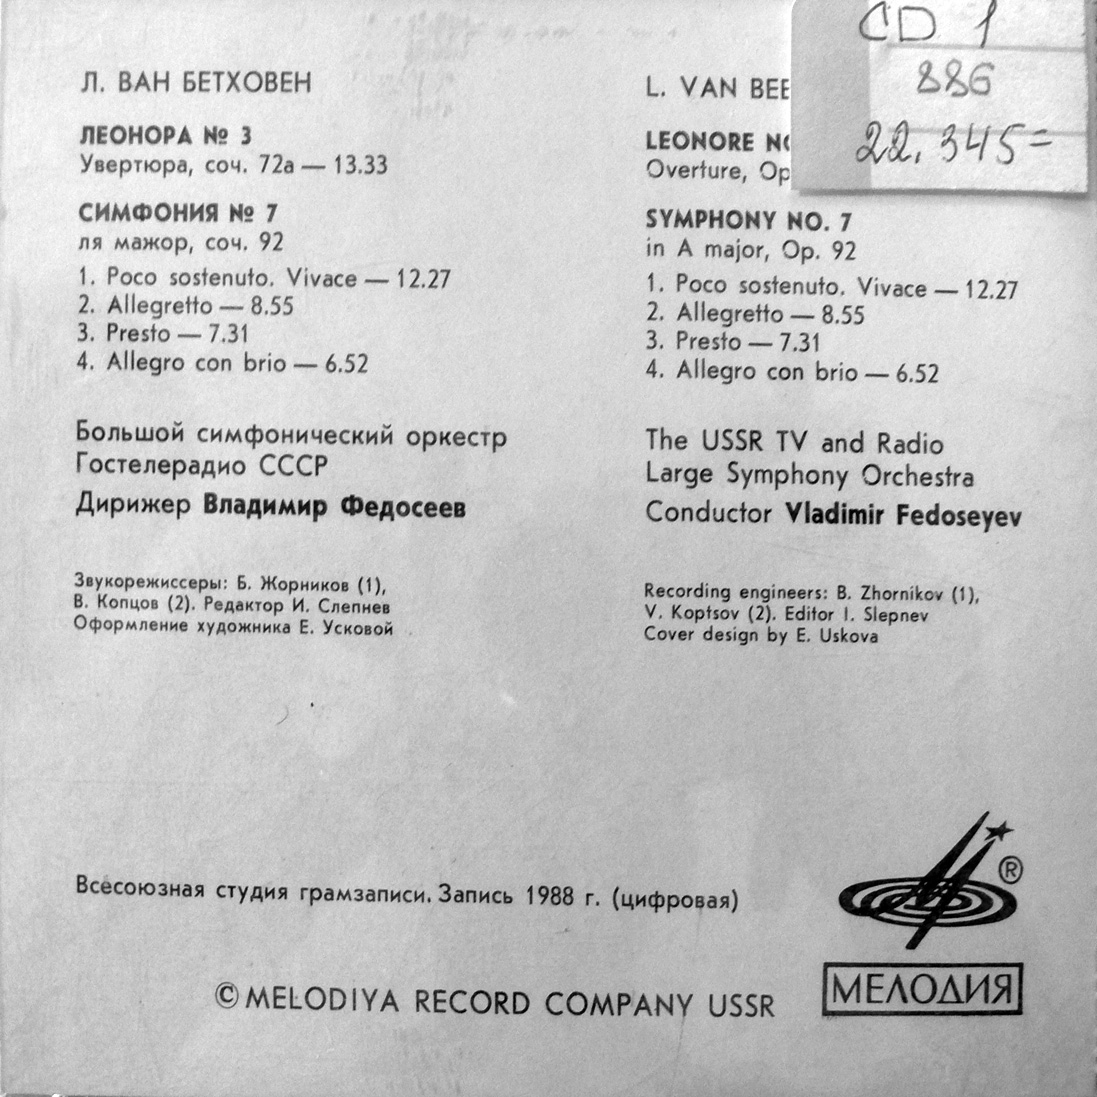 Л. ВАН БЕТХОВЕН
ЛЕОНОРА № 3
Увертюра, соч. 72а — 13.33
СИМФОНИЯ № 7
ля мажор, соч. 92
1. Poco sostenuto. Vivace — 12.27
2. Allegretto — 8.55
3. Presto — 7.31
4. Allegro con brio — 6.52
Большой симфонический оркестр
Гостелерадио СССР
Дирижер Владимир Федосеев
Звукорежиссеры: Б. Жорников (1),
В. Копцов (2). Редактор И. Слепнев
Оформление художника Е. Усковой
CD 1
886
22.345=
L. VAN
LEONORE
Overture,
SYMPHONY NO. 7
in A major, Op. 92
1. Poco sostenuto. Vivace — 12.27
2. Allegretto — 8.55
3. Presto — 7.31
4. Allegro con brio — 6.52
The USSR TV and Radio
Large Symphony Orchestra
Conductor Vladimir Fedoseyev
Recording engineers: B. Zhornikov (1),
V. Koptsov (2). Editor I. Slepnev
Cover design by E. Uskova
Всесоюзная студия грамзаписи. Запись 1988 г. (цифровая)
®
МЕЛОДИЯ
© MELODIYA RECORD COMPANY USSR